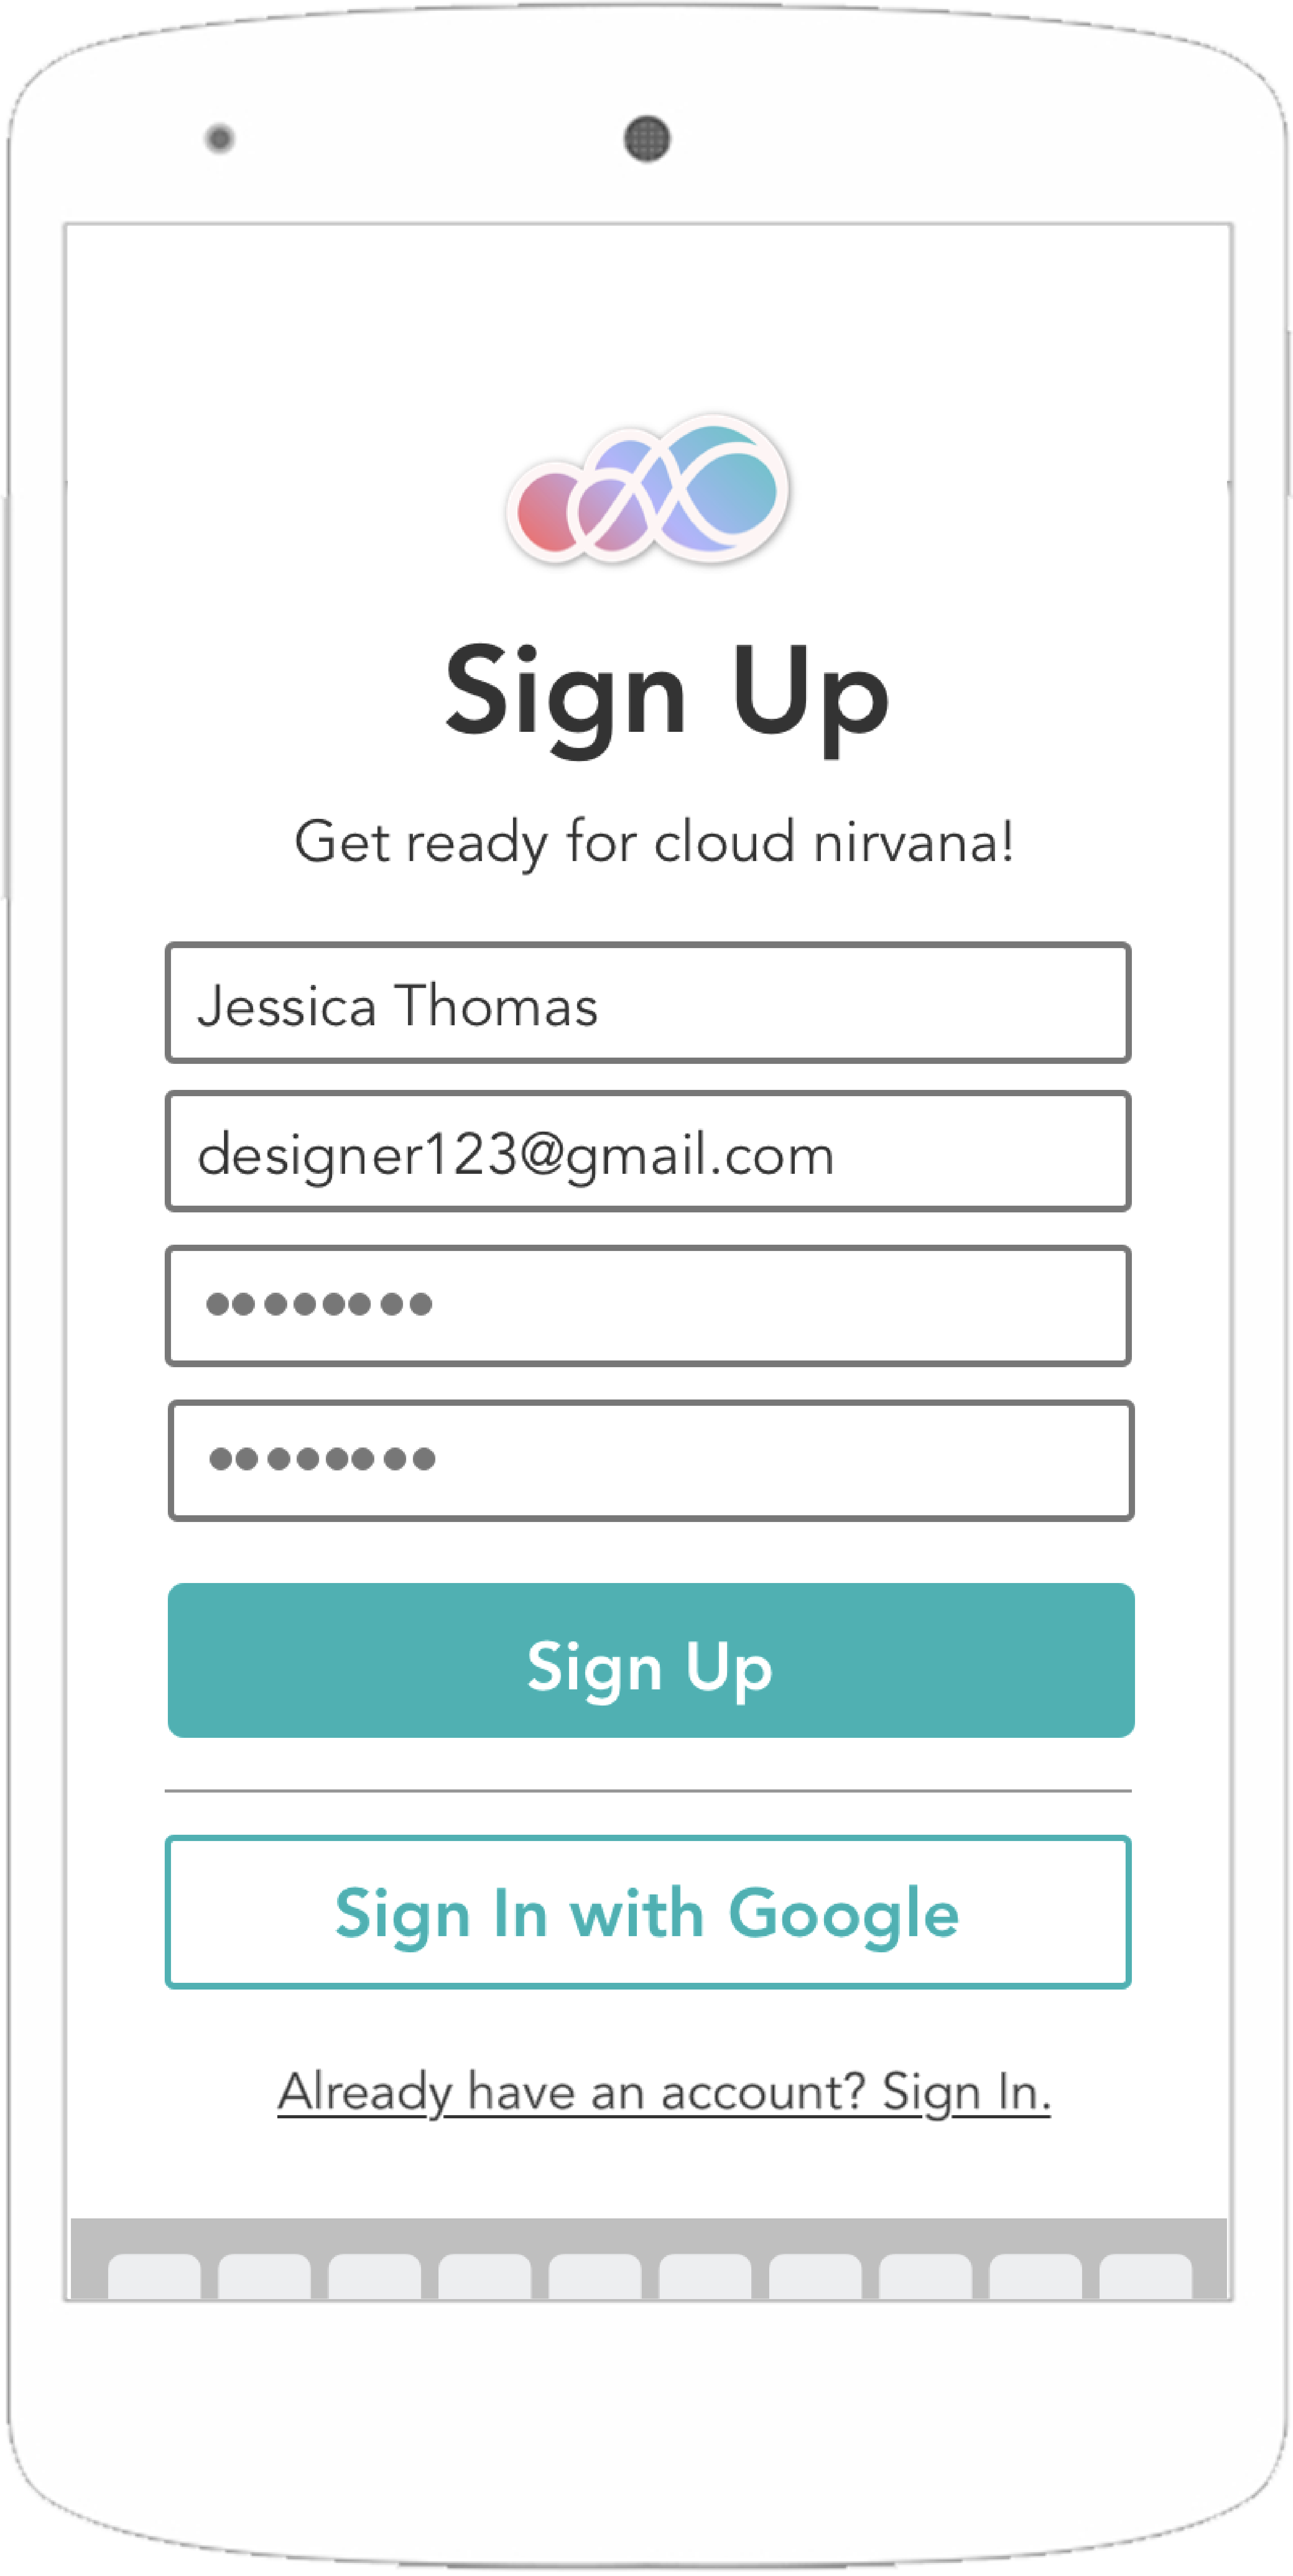 Sign Up
Get ready for cloud nirvana!
Jessica Thomas
designer123@gmail.com
••••••••
••••••••
Sign Up
Sign In with Google
Already have an account? Sign In.